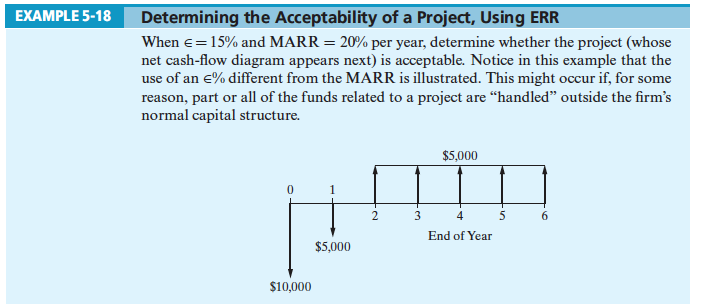 EXAMPLE 5-18 Determining the Acceptability of a Project, Using ERR
When ∈ = 15% and MARR = 20% per year, determine whether the project (whose
net cash-flow diagram appears next) is acceptable. Notice in this example that the
use of an ∈% different from the MARR is illustrated. This might occur if, for some
reason, part or all of the funds related to a project are “handled” outside the firm’s
normal capital structure.
$5,000
0 1
2 3 4 5 6
End of Year
$5,000
$10,000